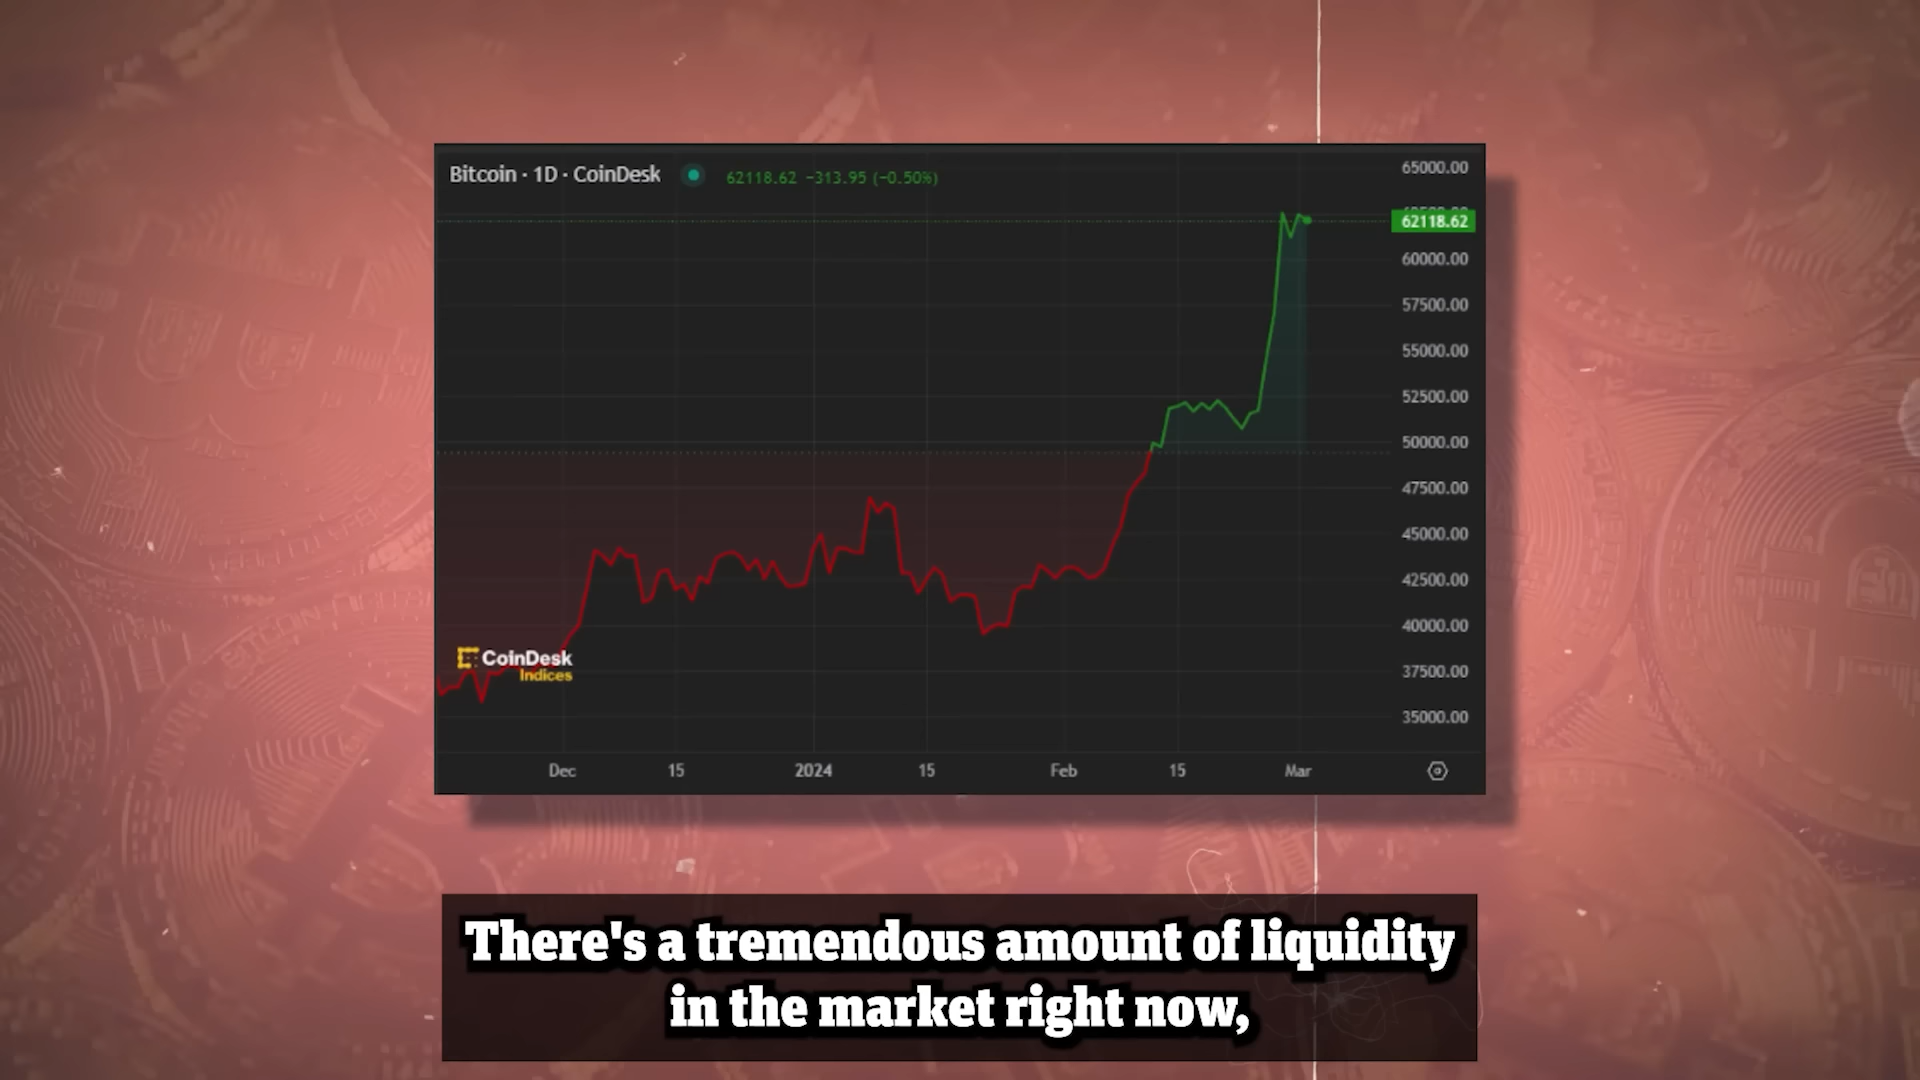 Bitcoin · 1D · CoinDesk 62118.62 −313.95 (−0.50%)
65000.00
62118.62
60000.00
57500.00
55000.00
52500.00
50000.00
47500.00
45000.00
42500.00
40000.00
37500.00
35000.00
CoinDesk
Indices
Dec 15 2024 15 Feb 15 Mar
There's a tremendous amount of liquidity
in the market right now,